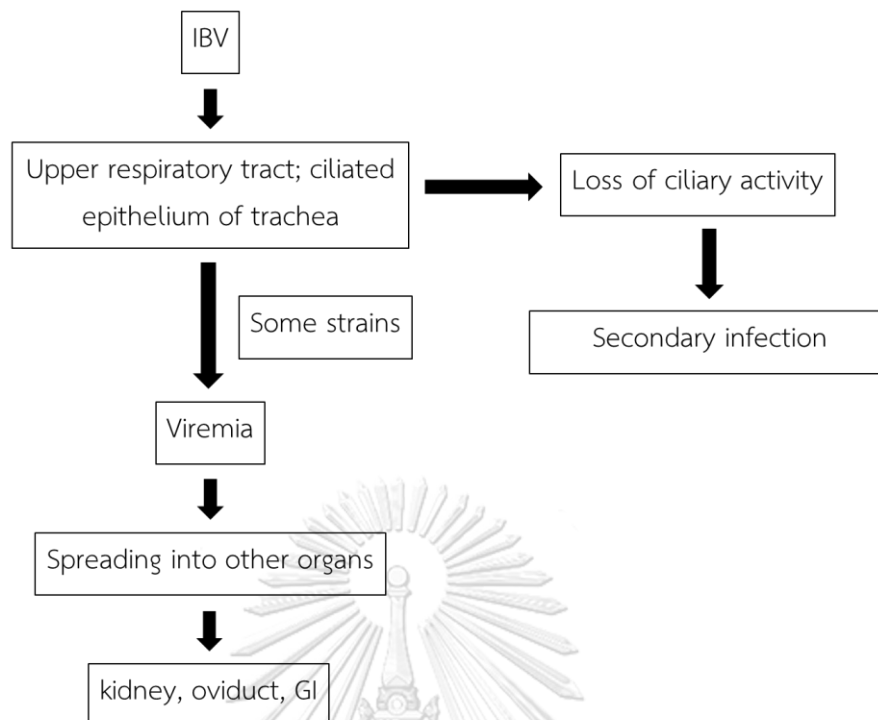 IBV
Upper respiratory tract; ciliated
epithelium of trachea
Loss of ciliary activity
Some strains
Secondary infection
Viremia
Spreading into other organs
kidney, oviduct, GI